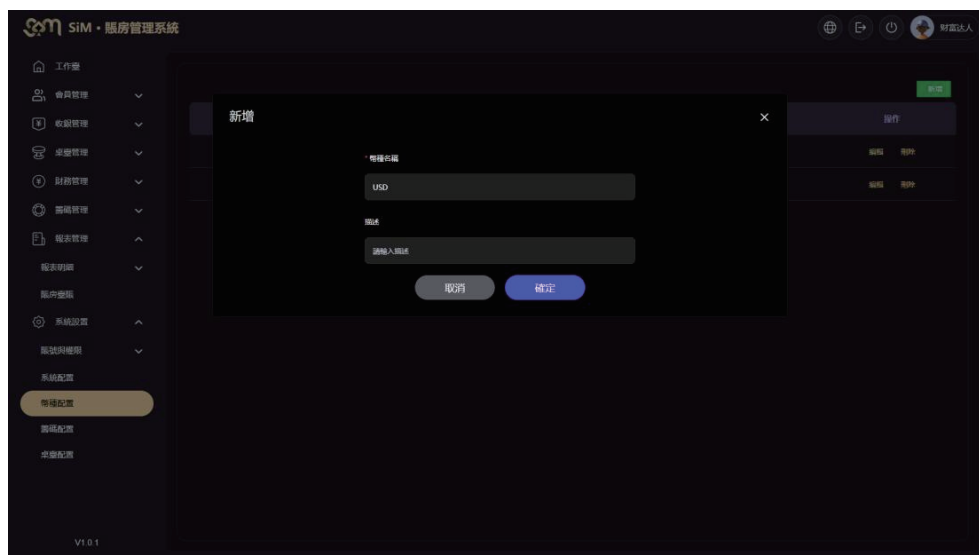 SiM・賬房管理系統
財富达人
工作臺
會員管理
收銀管理
桌臺管理
財務管理
籌碼管理
報表管理
報表明細
賬房臺賬
系統設置
賬號與權限
系統配置
幣種配置
籌碼配置
桌臺配置
V1.0.1
新增
操作
編輯 刪除
編輯 刪除
新增
* 幣種名稱
USD
描述
請輸入描述
取消 確定